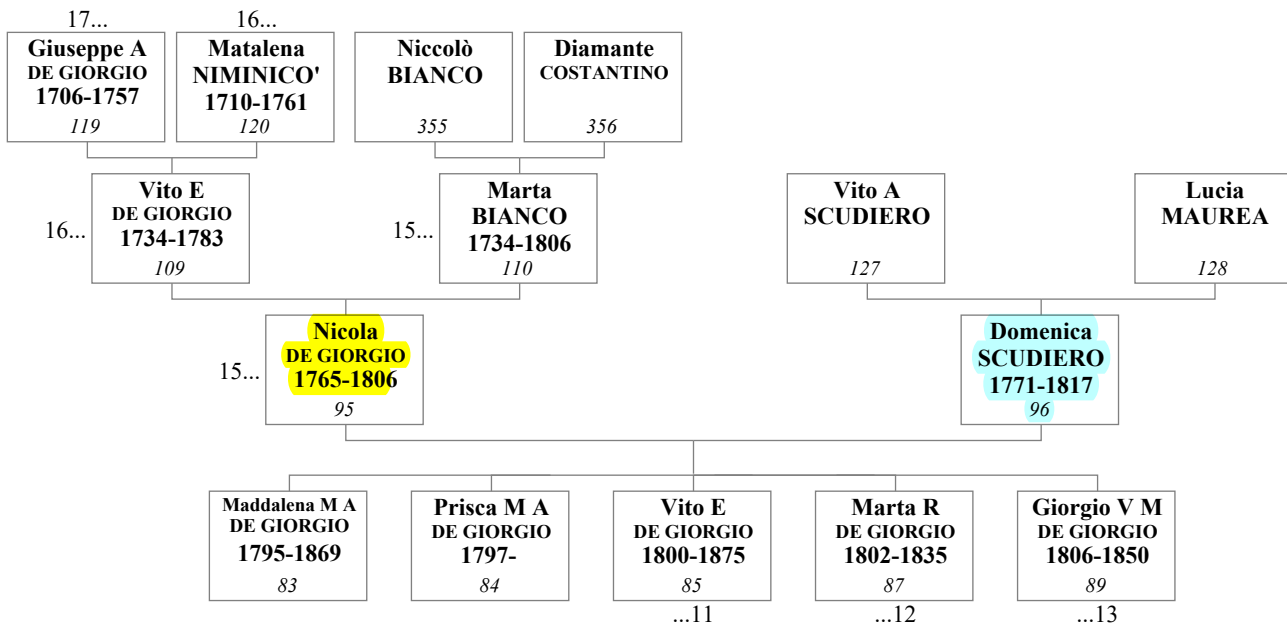 17...
16...
Giuseppe A
DE GIORGIO
1706-1757
119
Matalena
NIMINICO'
1710-1761
120
Niccolò
BIANCO
355
Diamante
COSTANTINO
356
16...
Vito E
DE GIORGIO
1734-1783
109
15...
Marta
BIANCO
1734-1806
110
Vito A
SCUDIERO
127
Lucia
MAUREA
128
15...
Nicola
DE GIORGIO
1765-1806
95
Domenica
SCUDIERO
1771-1817
96
Maddalena M A
DE GIORGIO
1795-1869
83
Prisca M A
DE GIORGIO
1797-
84
Vito E
DE GIORGIO
1800-1875
85
...11
Marta R
DE GIORGIO
1802-1835
87
...12
Giorgio V M
DE GIORGIO
1806-1850
89
...13